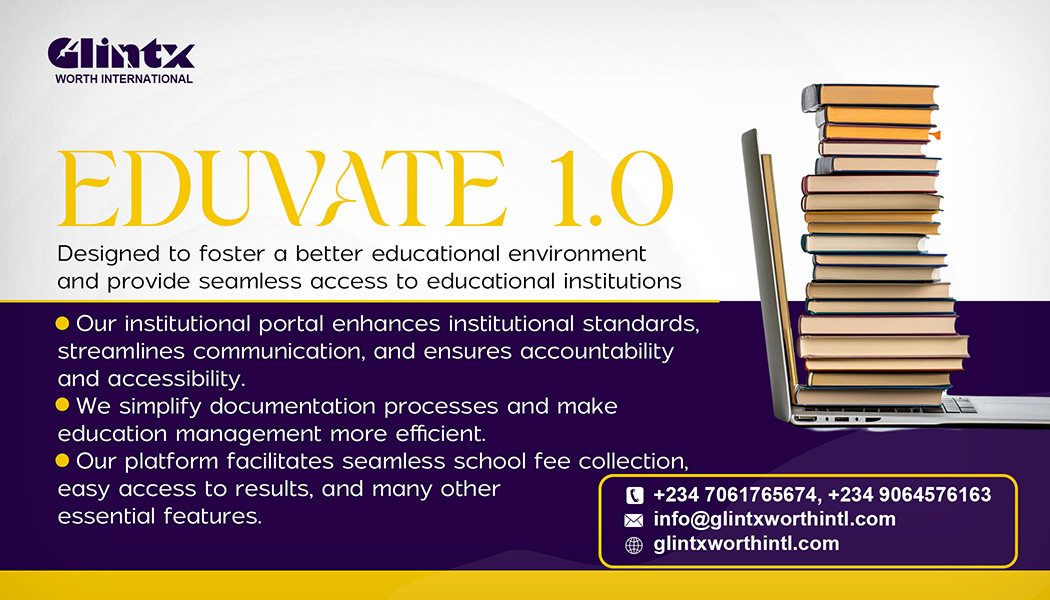 Glintx
WORTH INTERNATIONAL
EDUVATE 1.0
Designed to foster a better educational environment
and provide seamless access to educational institutions
Our institutional portal enhances institutional standards,
streamlines communication, and ensures accountability
and accessibility.
We simplify documentation processes and make
education management more efficient.
Our platform facilitates seamless school fee collection,
easy access to results, and many other
essential features.
+234 7061765674, +234 9064576163
info@glintxworthintl.com
glintxworthintl.com